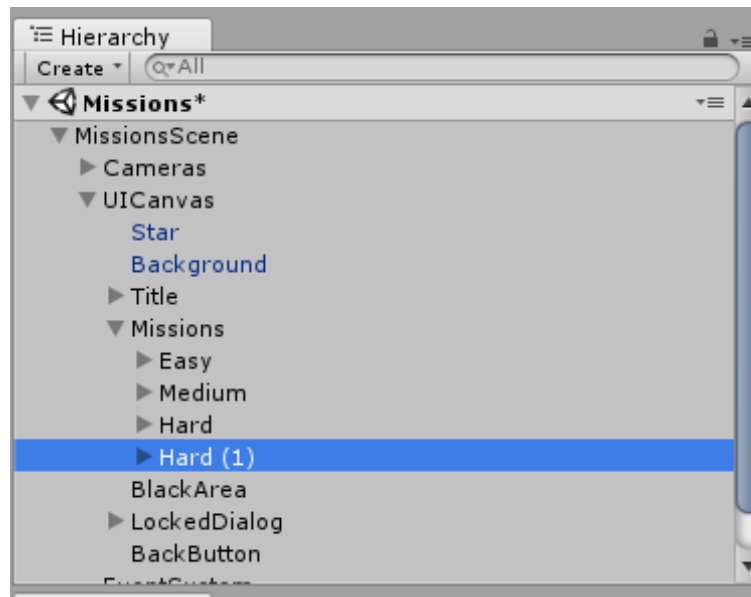 Hierarchy
Create All
Missions*
MissionsScene
Cameras
UICanvas
Star
Background
Title
Missions
Easy
Medium
Hard
Hard (1)
BlackArea
LockedDialog
BackButton
EventSystem